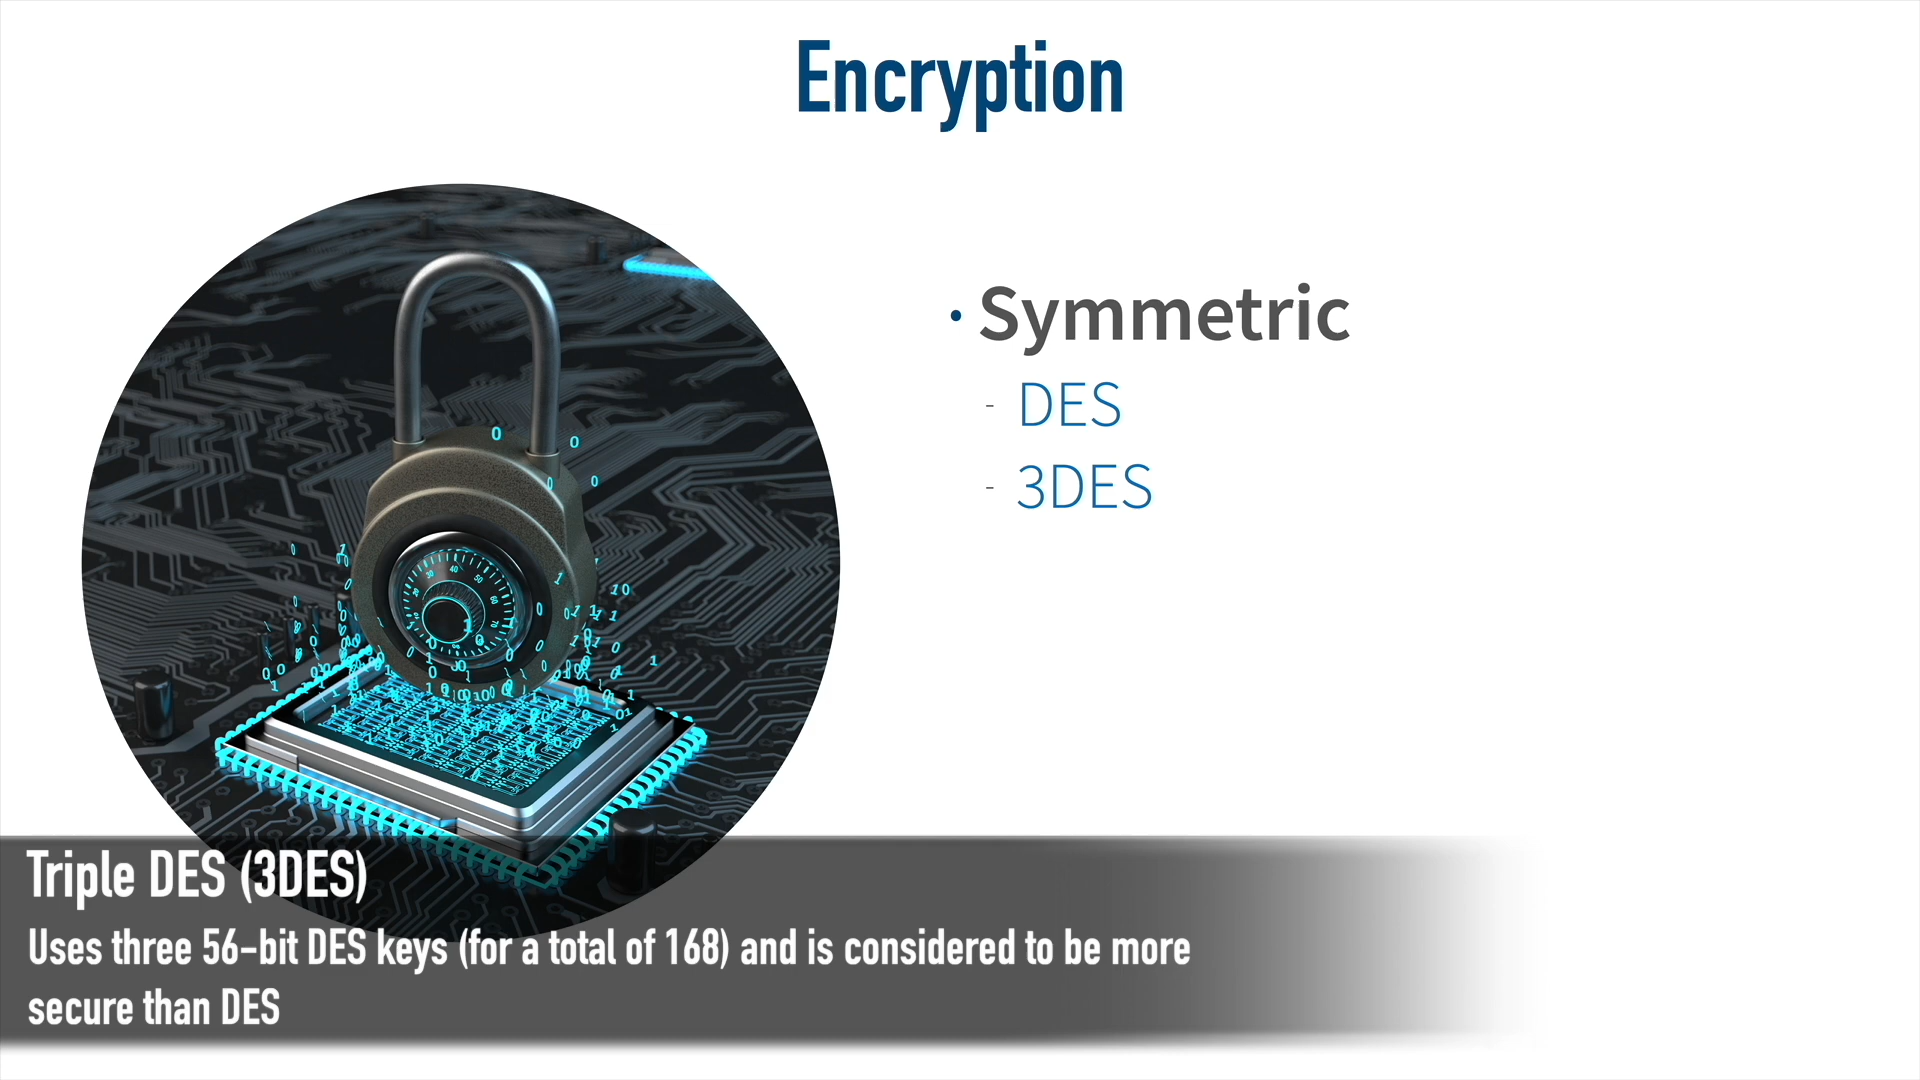 Encryption
• Symmetric
- DES
- 3DES
Triple DES (3DES)
Uses three 56-bit DES keys (for a total of 168) and is considered to be more
secure than DES